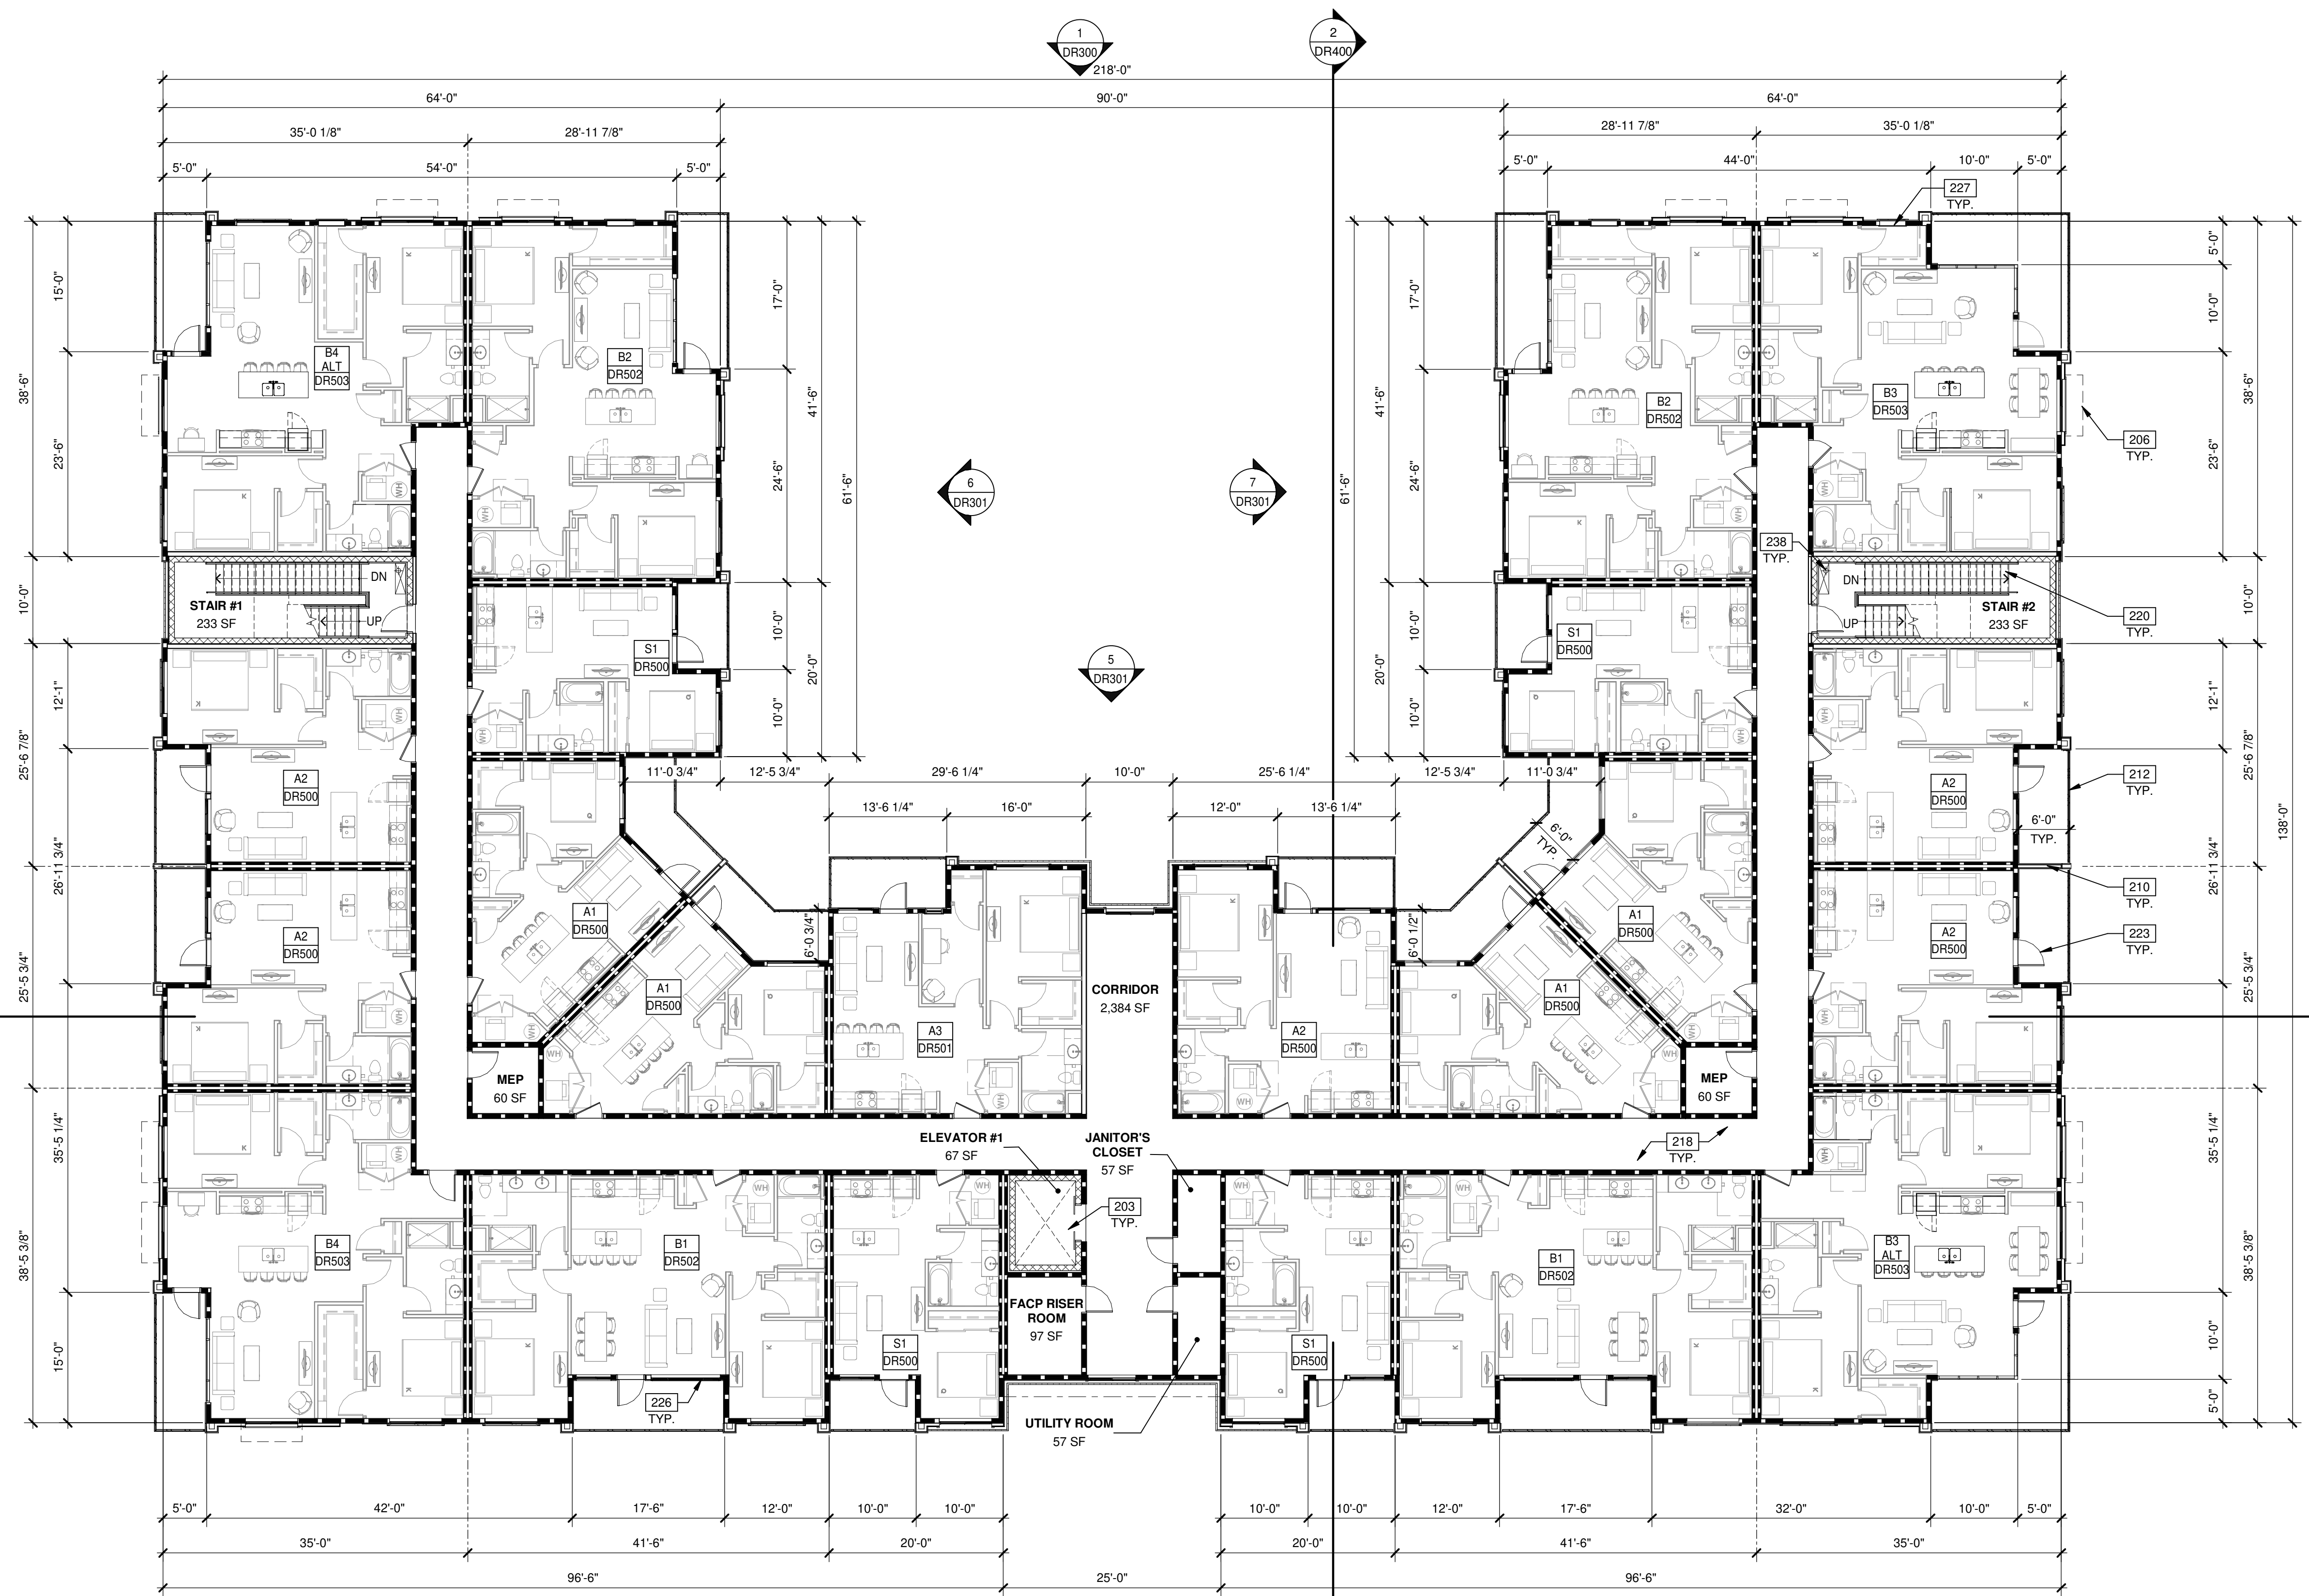 1
DR300
2
DR400
218'-0"
64'-0"
90'-0"
64'-0"
35'-0 1/8"
28'-11 7/8"
28'-11 7/8"
35'-0 1/8"
5'-0"
54'-0"
5'-0"
5'-0"
44'-0"
10'-0"
5'-0"
227
TYP.
15'-0"
38'-6"
23'-6"
17'-0"
41'-6"
24'-6"
61'-6"
61'-6"
17'-0"
41'-6"
24'-6"
5'-0"
10'-0"
38'-6"
23'-6"
B4
ALT
DR503
B2
DR502
B2
DR502
B3
DR503
206
TYP.
K
K
K
K
K
K
K
K
WH
WH
WH
WH
6
DR301
7
DR301
238
TYP.
10'-0"
DN
STAIR #1
233 SF
UP
DN
STAIR #2
233 SF
UP
220
TYP.
10'-0"
S1
DR500
S1
DR500
10'-0"
20'-0"
10'-0"
10'-0"
20'-0"
10'-0"
5
DR301
12'-1"
25'-6 7/8"
26'-11 3/4"
25'-5 3/4"
12'-1"
25'-6 7/8"
26'-11 3/4"
25'-5 3/4"
138'-0"
11'-0 3/4"
12'-5 3/4"
29'-6 1/4"
10'-0"
25'-6 1/4"
12'-5 3/4"
11'-0 3/4"
13'-6 1/4"
16'-0"
12'-0"
13'-6 1/4"
6'-0"
TYP.
212
TYP.
6'-0"
TYP.
A2
DR500
A2
DR500
A2
DR500
A2
DR500
210
TYP.
223
TYP.
A1
DR500
A1
DR500
A1
DR500
A1
DR500
6'-0 3/4"
6'-0 1/2"
A3
DR501
CORRIDOR
2,384 SF
A2
DR500
MEP
60 SF
MEP
60 SF
ELEVATOR #1
67 SF
JANITOR'S
CLOSET
57 SF
218
TYP.
203
TYP.
35'-5 1/4"
38'-5 3/8"
15'-0"
35'-5 1/4"
38'-5 3/8"
10'-0"
5'-0"
B4
DR503
B1
DR502
S1
DR500
FACP RISER
ROOM
97 SF
S1
DR500
B1
DR502
B3
ALT
DR503
226
TYP.
UTILITY ROOM
57 SF
5'-0"
42'-0"
17'-6"
12'-0"
10'-0"
10'-0"
10'-0"
10'-0"
12'-0"
17'-6"
32'-0"
10'-0"
5'-0"
35'-0"
41'-6"
20'-0"
20'-0"
41'-6"
35'-0"
96'-6"
25'-0"
96'-6"